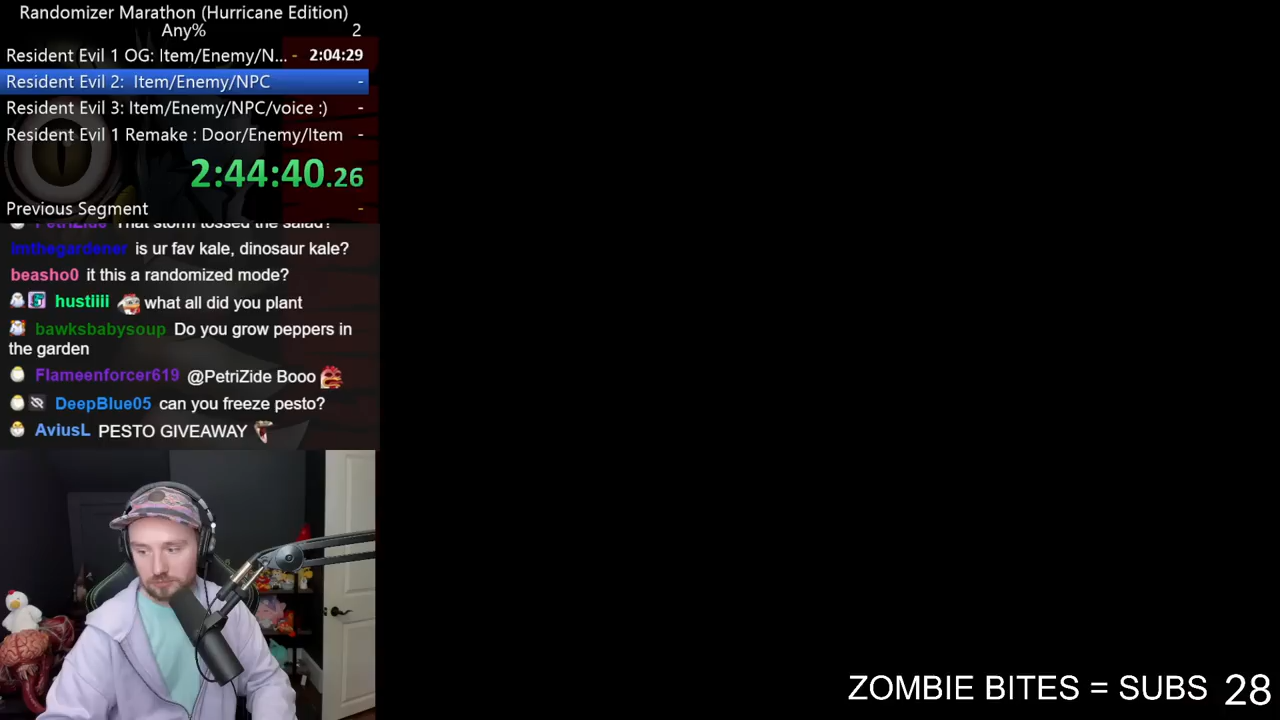 Randomizer Marathon (Hurricane Edition)
Any% 2
Resident Evil 1 OG: Item/Enemy/N... - 2:04:29
Resident Evil 2: Item/Enemy/NPC -
Resident Evil 3: Item/Enemy/NPC/voice :) -
Resident Evil 1 Remake : Door/Enemy/Item -
2:44:40.26
Previous Segment -
PetriZide That storm tossed the salad?
imthegardener is ur fav kale, dinosaur kale?
beasho0 it this a randomized mode?
hustiiii what all did you plant
bawksbabysoup Do you grow peppers in
the garden
Flameenforcer619 @PetriZide Booo
DeepBlue05 can you freeze pesto?
AviusL PESTO GIVEAWAY
ZOMBIE BITES = SUBS 28